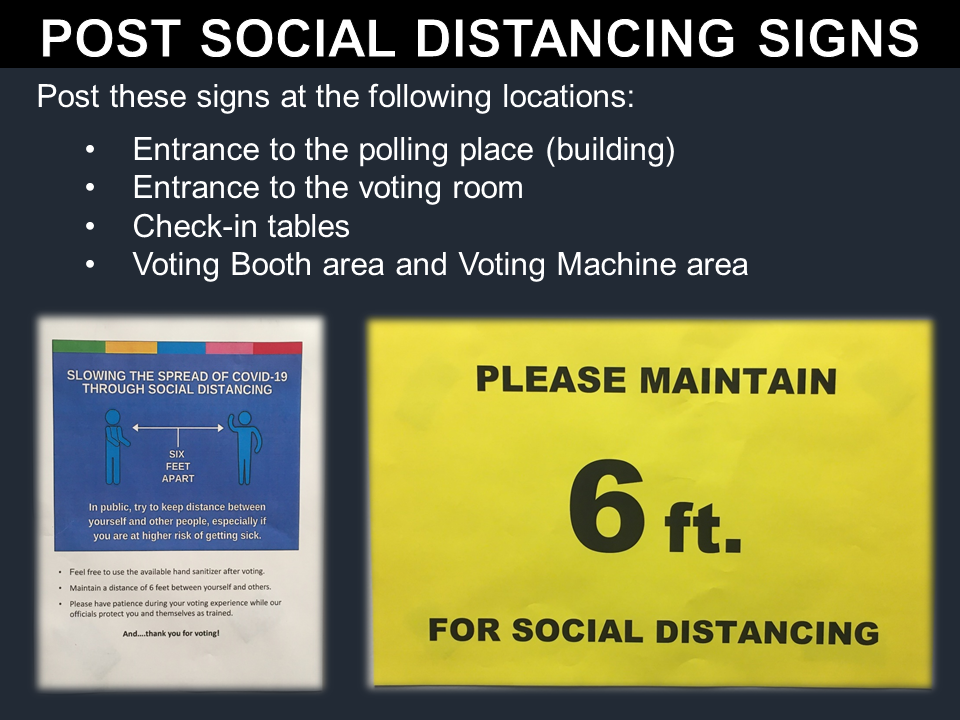 POST SOCIAL DISTANCING SIGNS
Post these signs at the following locations:
• Entrance to the polling place (building)
• Entrance to the voting room
• Check-in tables
• Voting Booth area and Voting Machine area
SLOWING THE SPREAD OF COVID-19
THROUGH SOCIAL DISTANCING
SIX
FEET
APART
In public, try to keep distance between
yourself and other people, especially if
you are at higher risk of getting sick.
• Feel free to use the available hand sanitizer after voting.
• Maintain a distance of 6 feet between yourself and others.
• Please have patience during your voting experience while our
officials protect you and themselves as trained.
And....thank you for voting!
PLEASE MAINTAIN
6 ft.
FOR SOCIAL DISTANCING